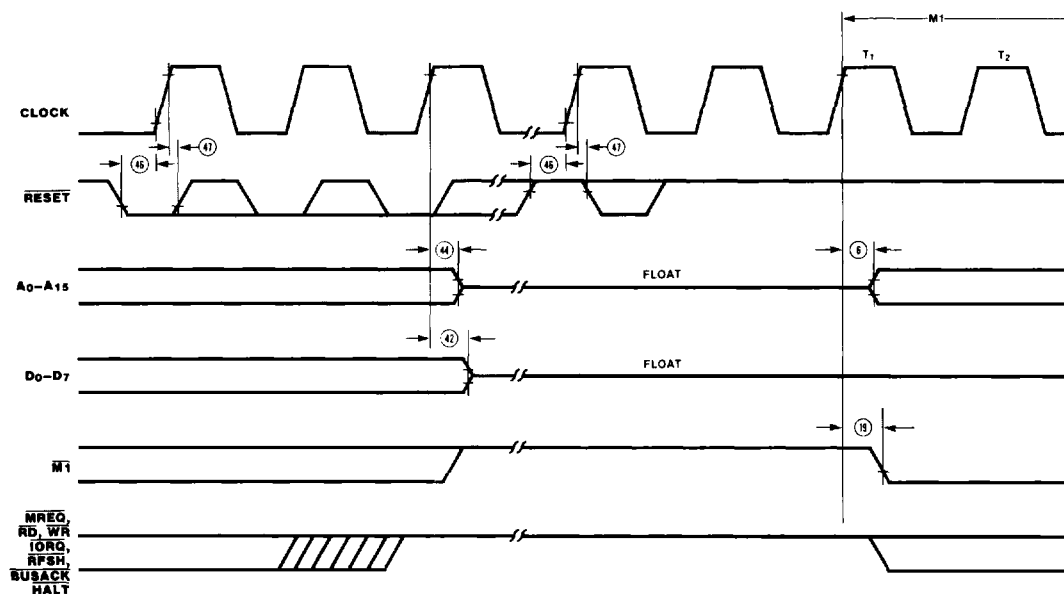 M1
T1
T2
CLOCK
46
47
46
47
RESET
44
6
FLOAT
A0–A15
42
FLOAT
D0–D7
19
M1
MREQ,
RD, WR
IORQ,
RFSH,
BUSACK
HALT